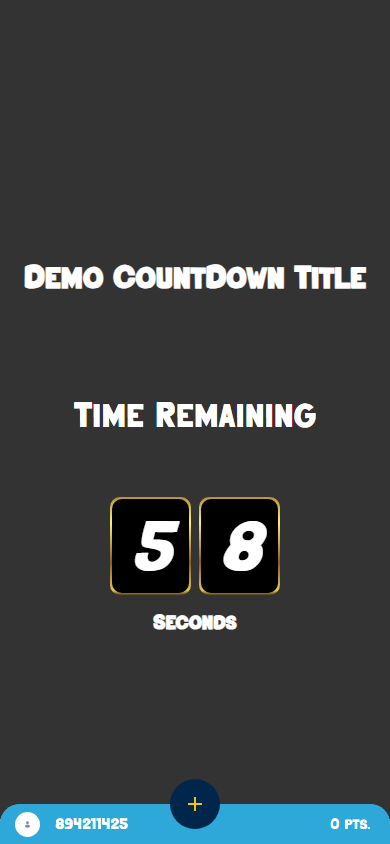 Demo CountDown Title
Time Remaining
5 8
Seconds
894211425
0 PTS.